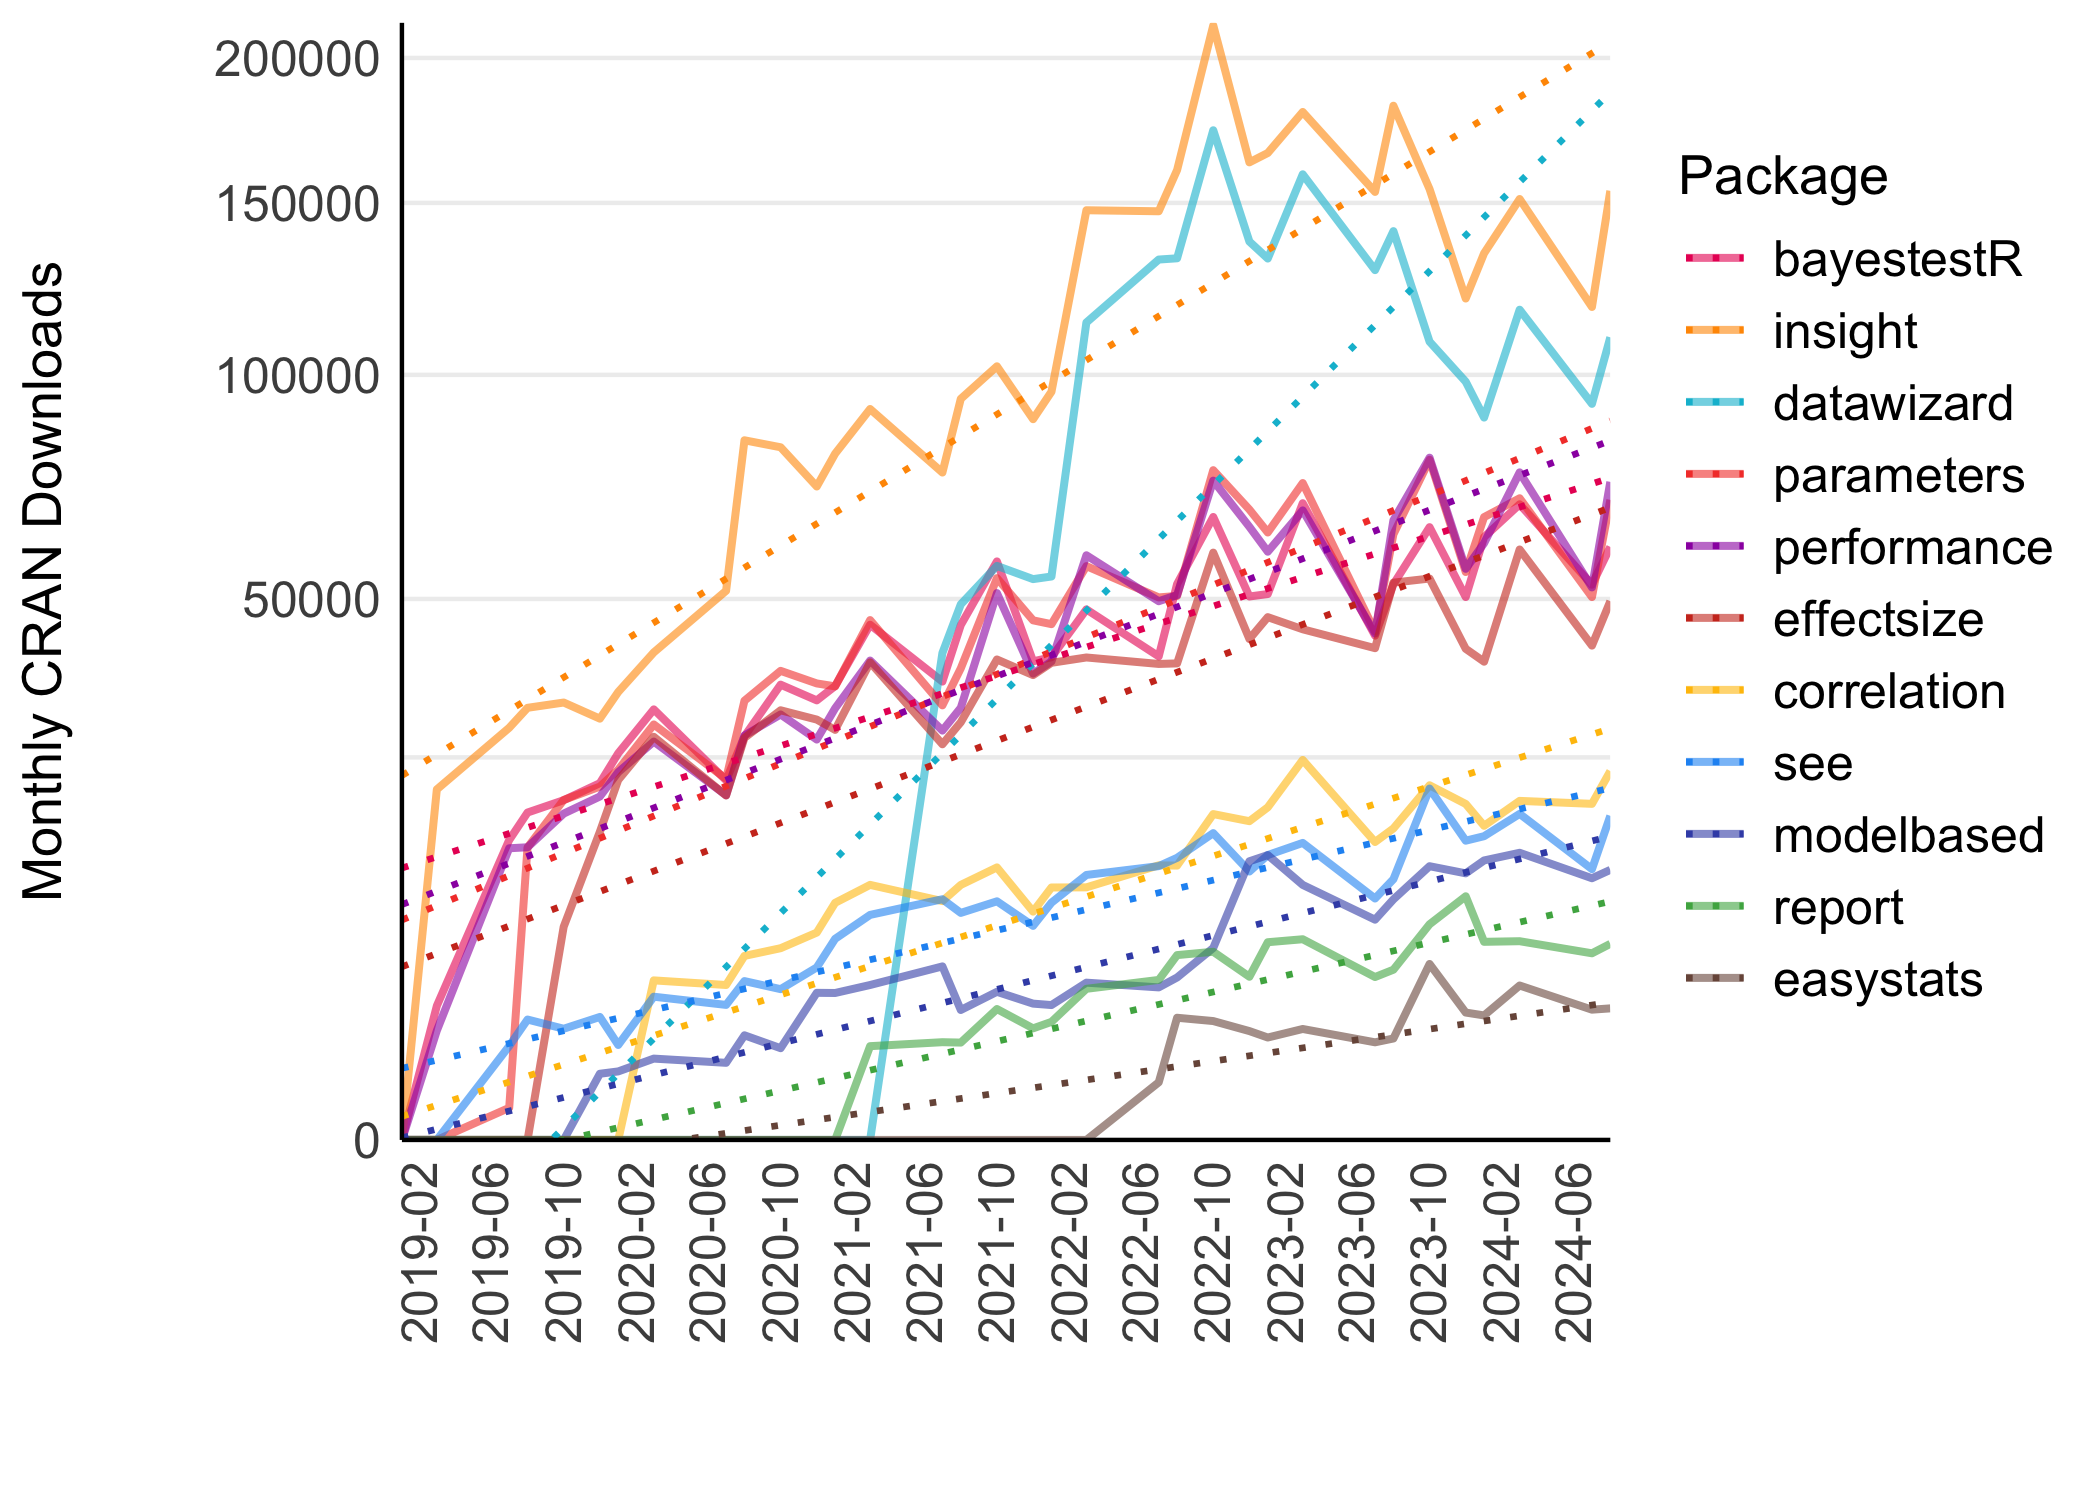 Monthly CRAN Downloads
200000
150000
100000
50000
0
2019-02
2019-06
2019-10
2020-02
2020-06
2020-10
2021-02
2021-06
2021-10
2022-02
2022-06
2022-10
2023-02
2023-06
2023-10
2024-02
2024-06
Package
bayestestR
insight
datawizard
parameters
performance
effectsize
correlation
see
modelbased
report
easystats